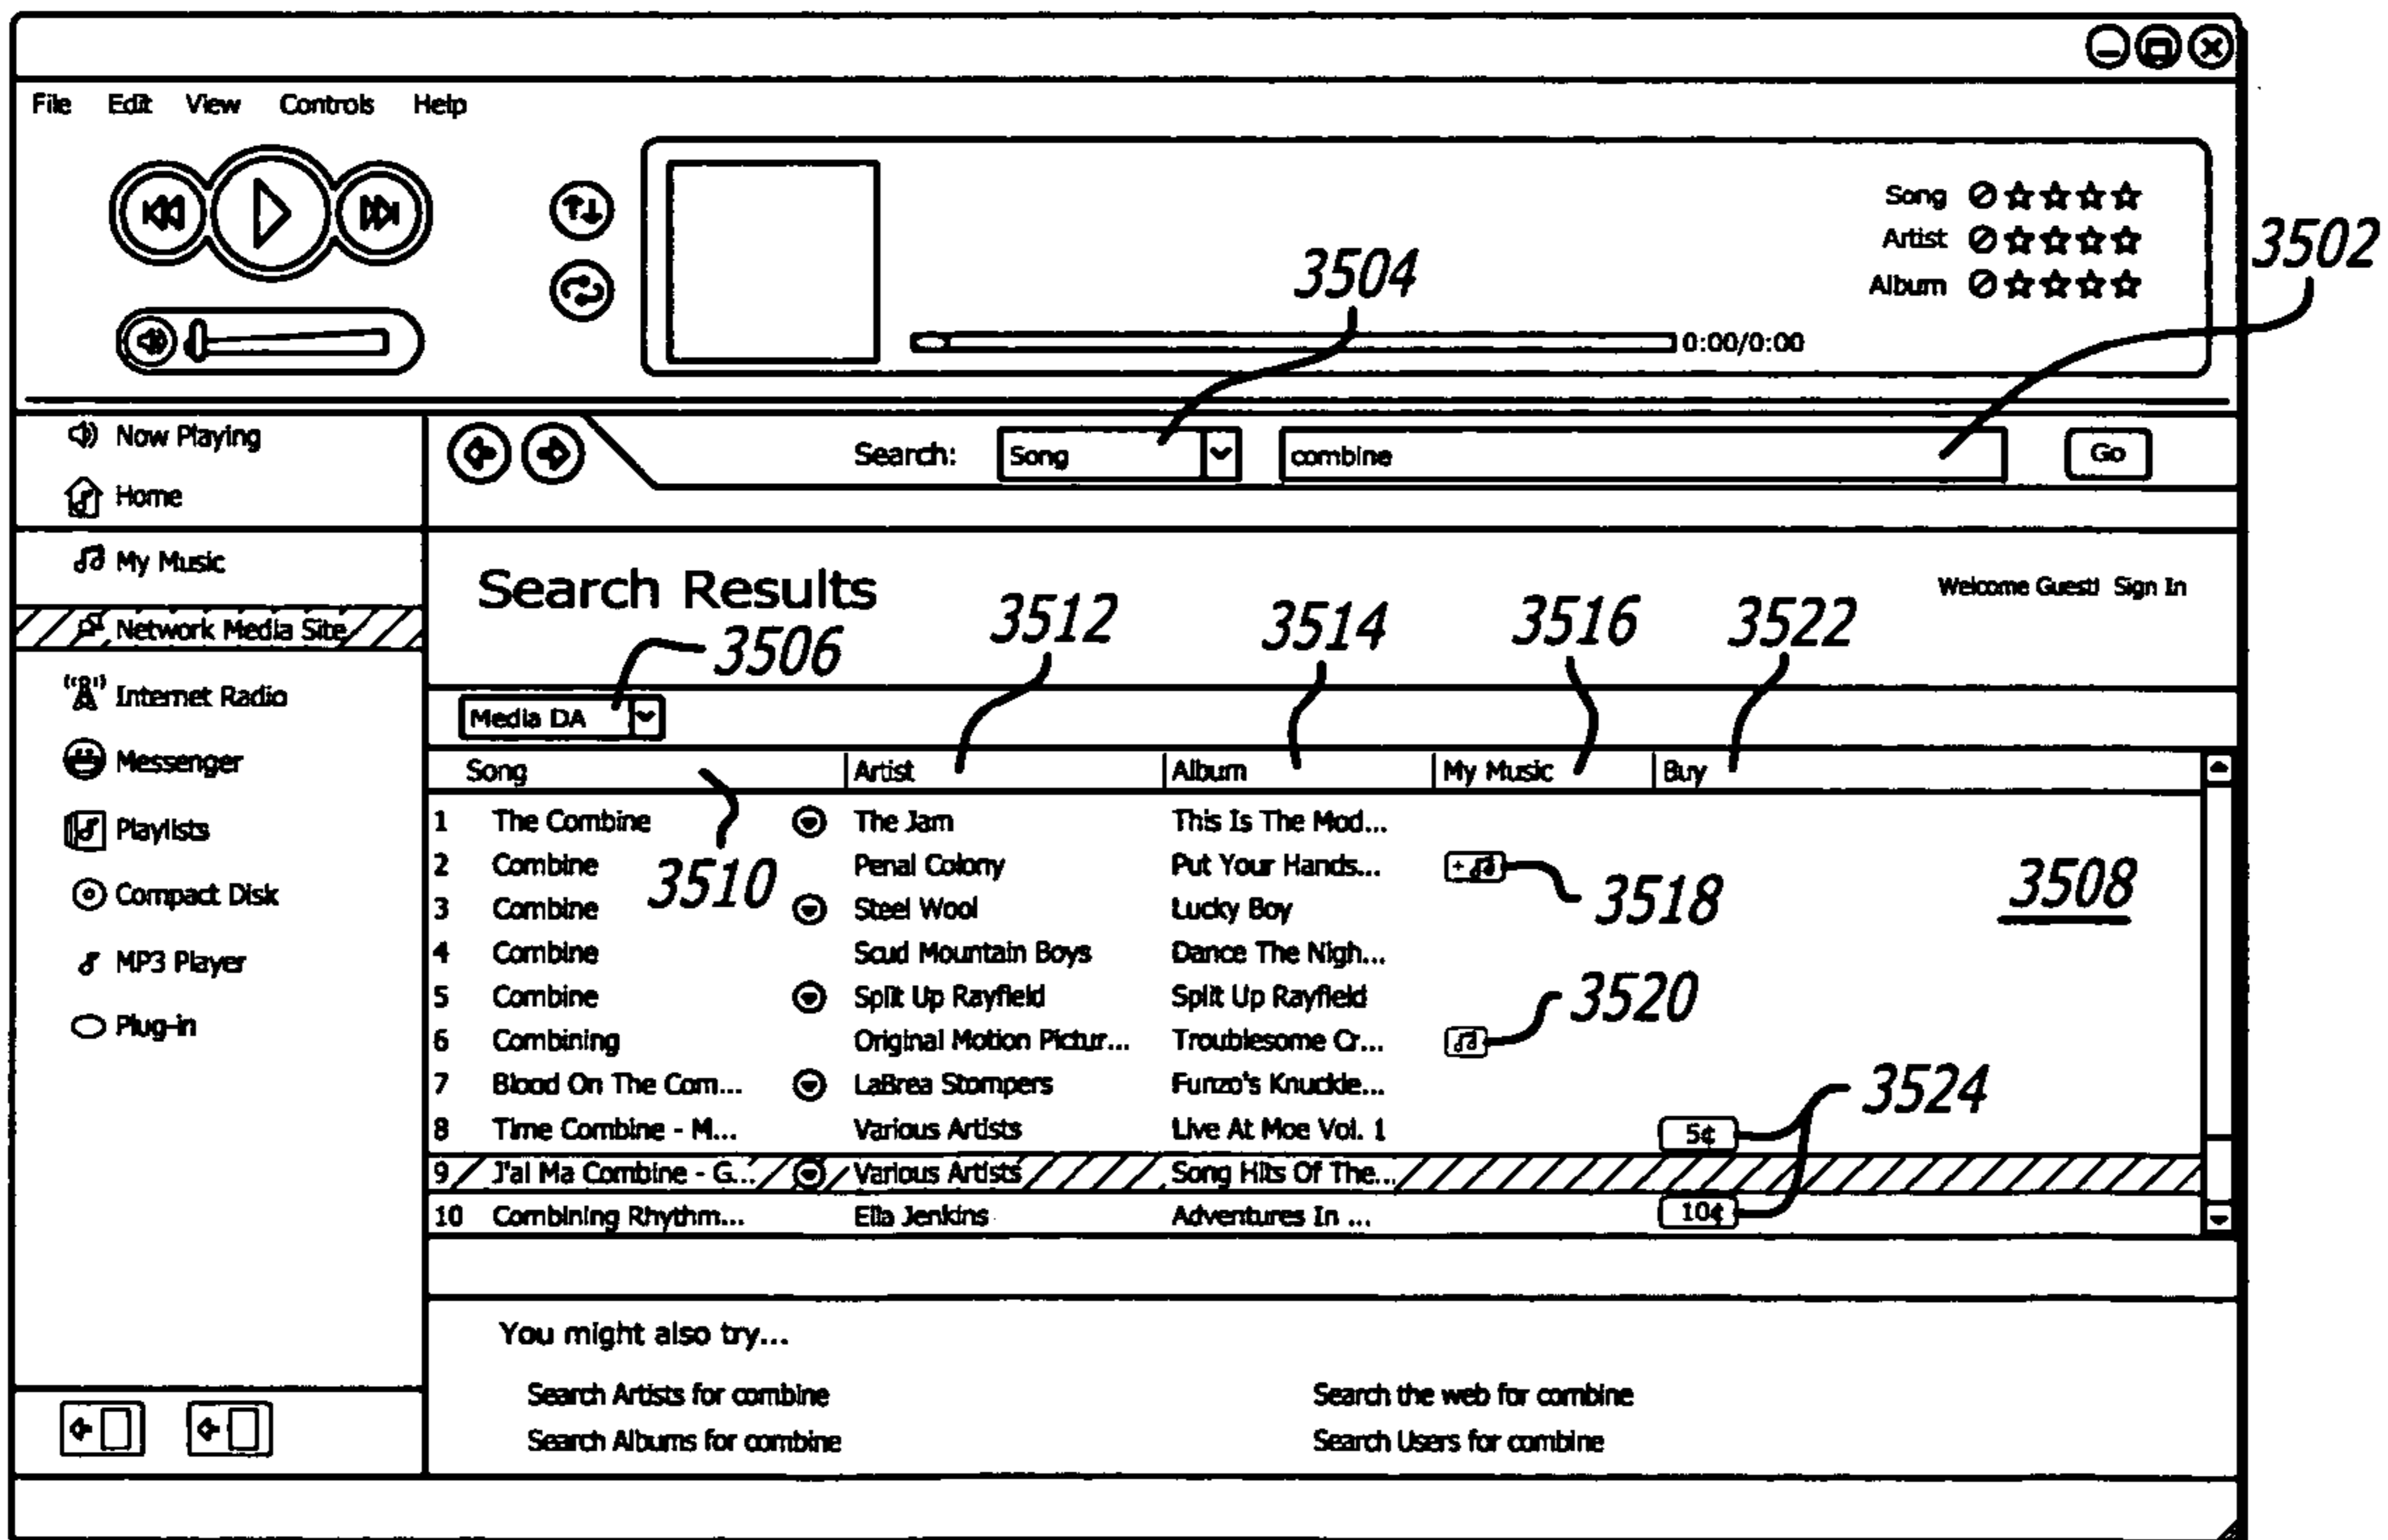 File Edit View Controls Help
Song
Artist
Album
3502
3504
0:00/0:00
Now Playing
Home
My Music
Network Media Site
Internet Radio
Messenger
Playlists
Compact Disk
MP3 Player
Plug-in
Search: Song combine Go
Search Results
Welcome Guest! Sign In
3506 3512 3514 3516 3522
Media DA
Song Artist Album My Music Buy
1 The Combine The Jam This Is The Mod...
2 Combine Penal Colony Put Your Hands... +
3510 3518 3508
3 Combine Steel Wool Lucky Boy
4 Combine Scud Mountain Boys Dance The Nigh...
5 Combine Split Up Rayfield Split Up Rayfield
3520
6 Combining Original Motion Pictur... Troublesome Cr...
7 Blood On The Com... LaBrea Stompers Funzo's Knuckle...
3524
8 Time Combine - M... Various Artists Live At Moe Vol. 1 5¢
9 J'ai Ma Combine - G... Various Artists Song Hits Of The...
10 Combining Rhythm... Ella Jenkins Adventures In ... 10¢
You might also try...
Search Artists for combine Search the web for combine
Search Albums for combine Search Users for combine